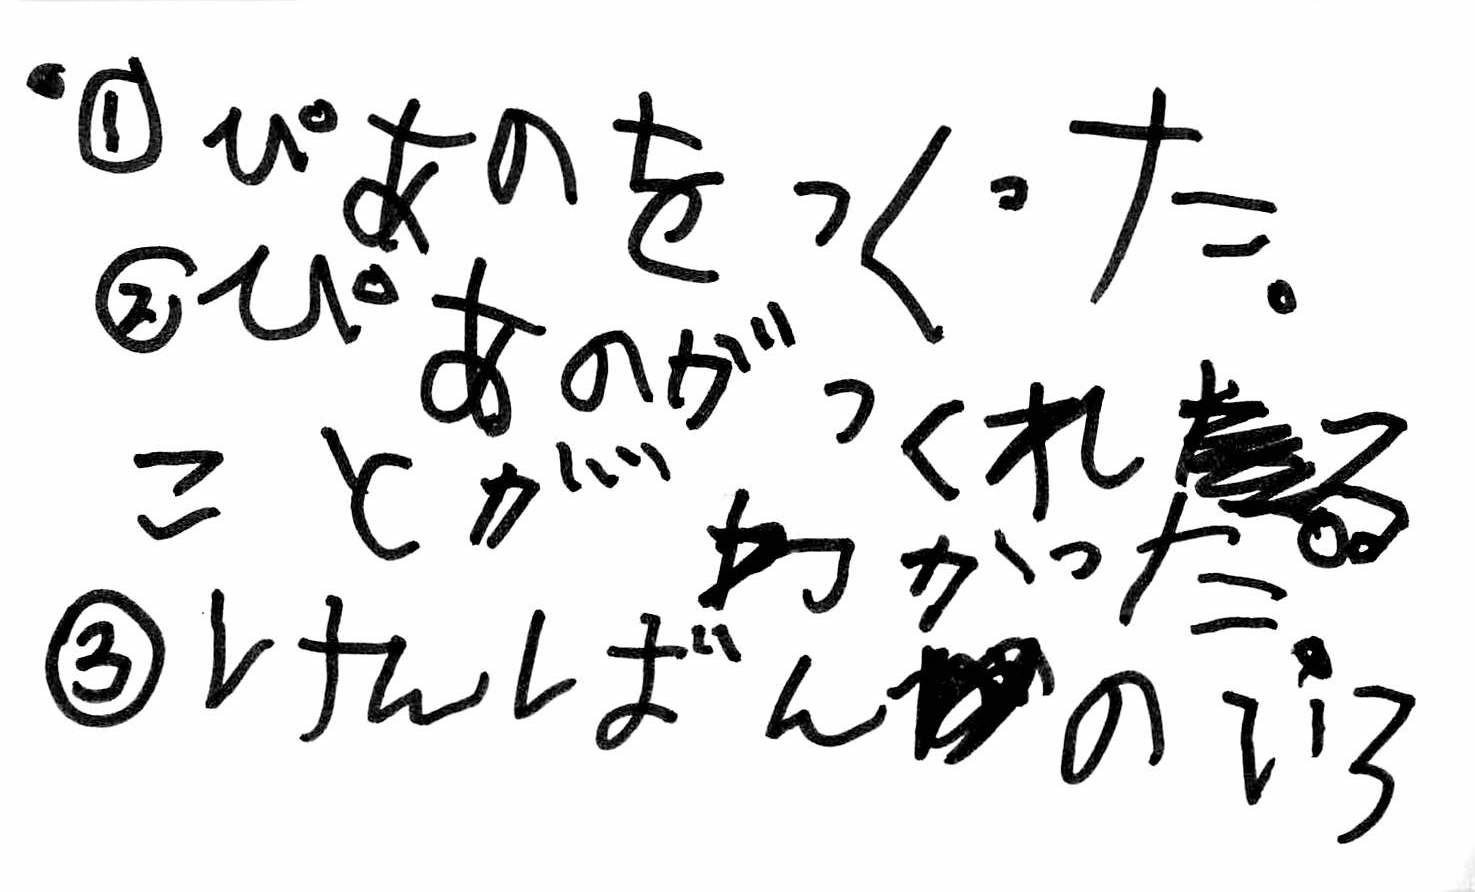 ・①ぴあのをつくった。
②ぴあのがつくれる
ことがわかった。
③けんばんのいろ